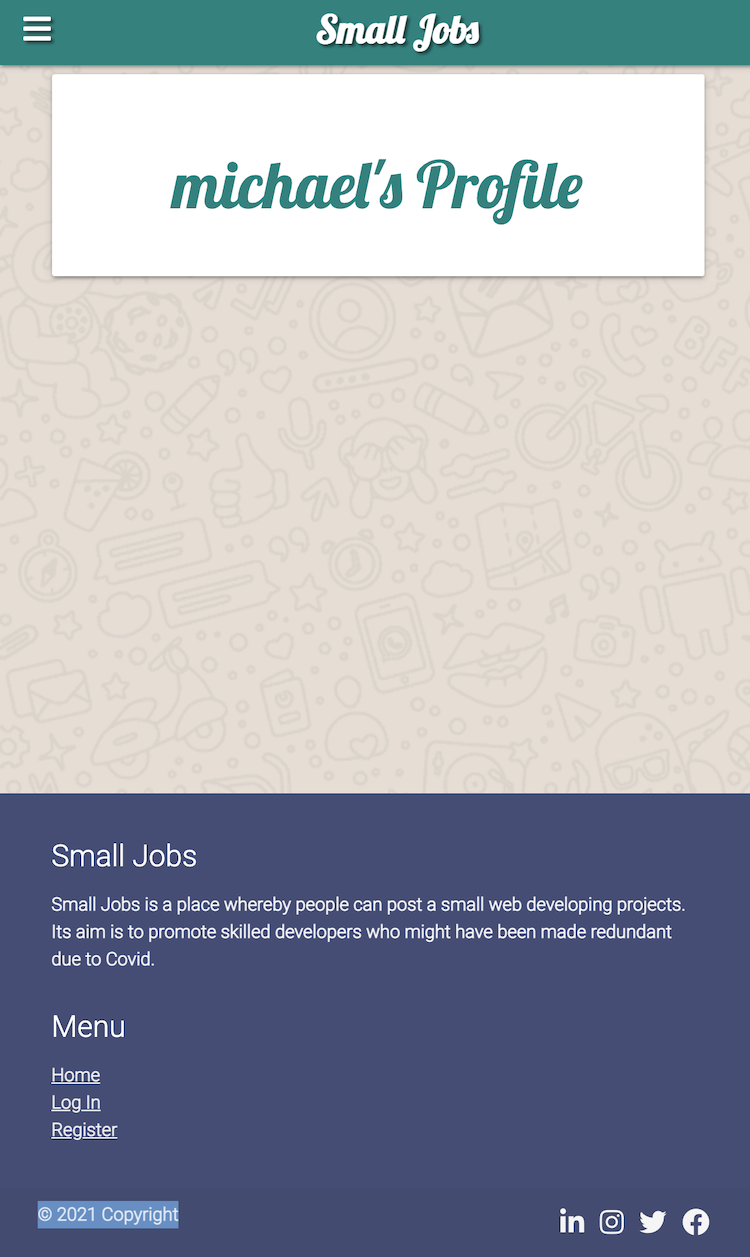 Small Jobs
michael's Profile
Small Jobs
Small Jobs is a place whereby people can post a small web developing projects.
Its aim is to promote skilled developers who might have been made redundant
due to Covid.
Menu
Home
Log In
Register
© 2021 Copyright